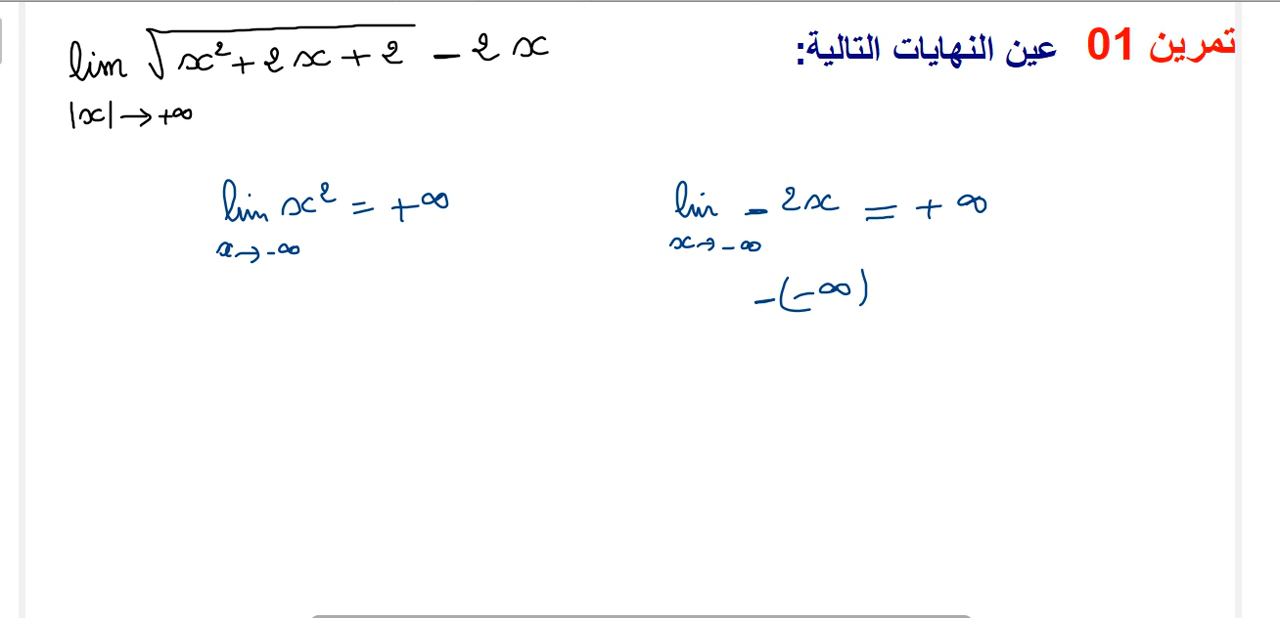 تمرين 01 عين النهايات التالية:
lim √(x²+2x+2) - 2x
|x|→+∞
lim x² = +∞
x→-∞
lim - 2x = +∞
x→-∞
-(-∞)